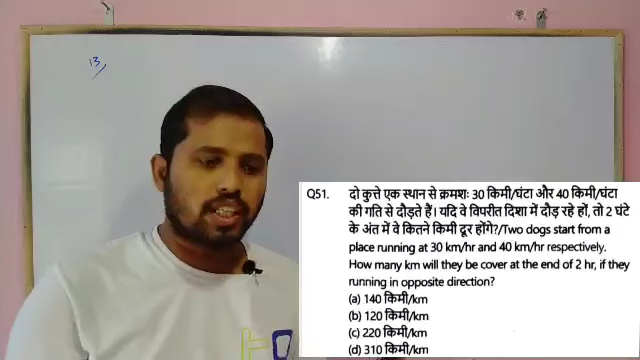 13/
Q51. दो कुत्ते एक स्थान से क्रमशः 30 किमी/घंटा और 40 किमी/घंटा
की गति से दौड़ते हैं। यदि वे विपरीत दिशा में दौड़ रहे हों, तो 2 घंटे
के अंत में वे कितने किमी दूर होंगे?/Two dogs start from a
place running at 30 km/hr and 40 km/hr respectively.
How many km will they be cover at the end of 2 hr, if they
running in opposite direction?
(a) 140 किमी/km
(b) 120 किमी/km
(c) 220 किमी/km
(d) 310 किमी/km